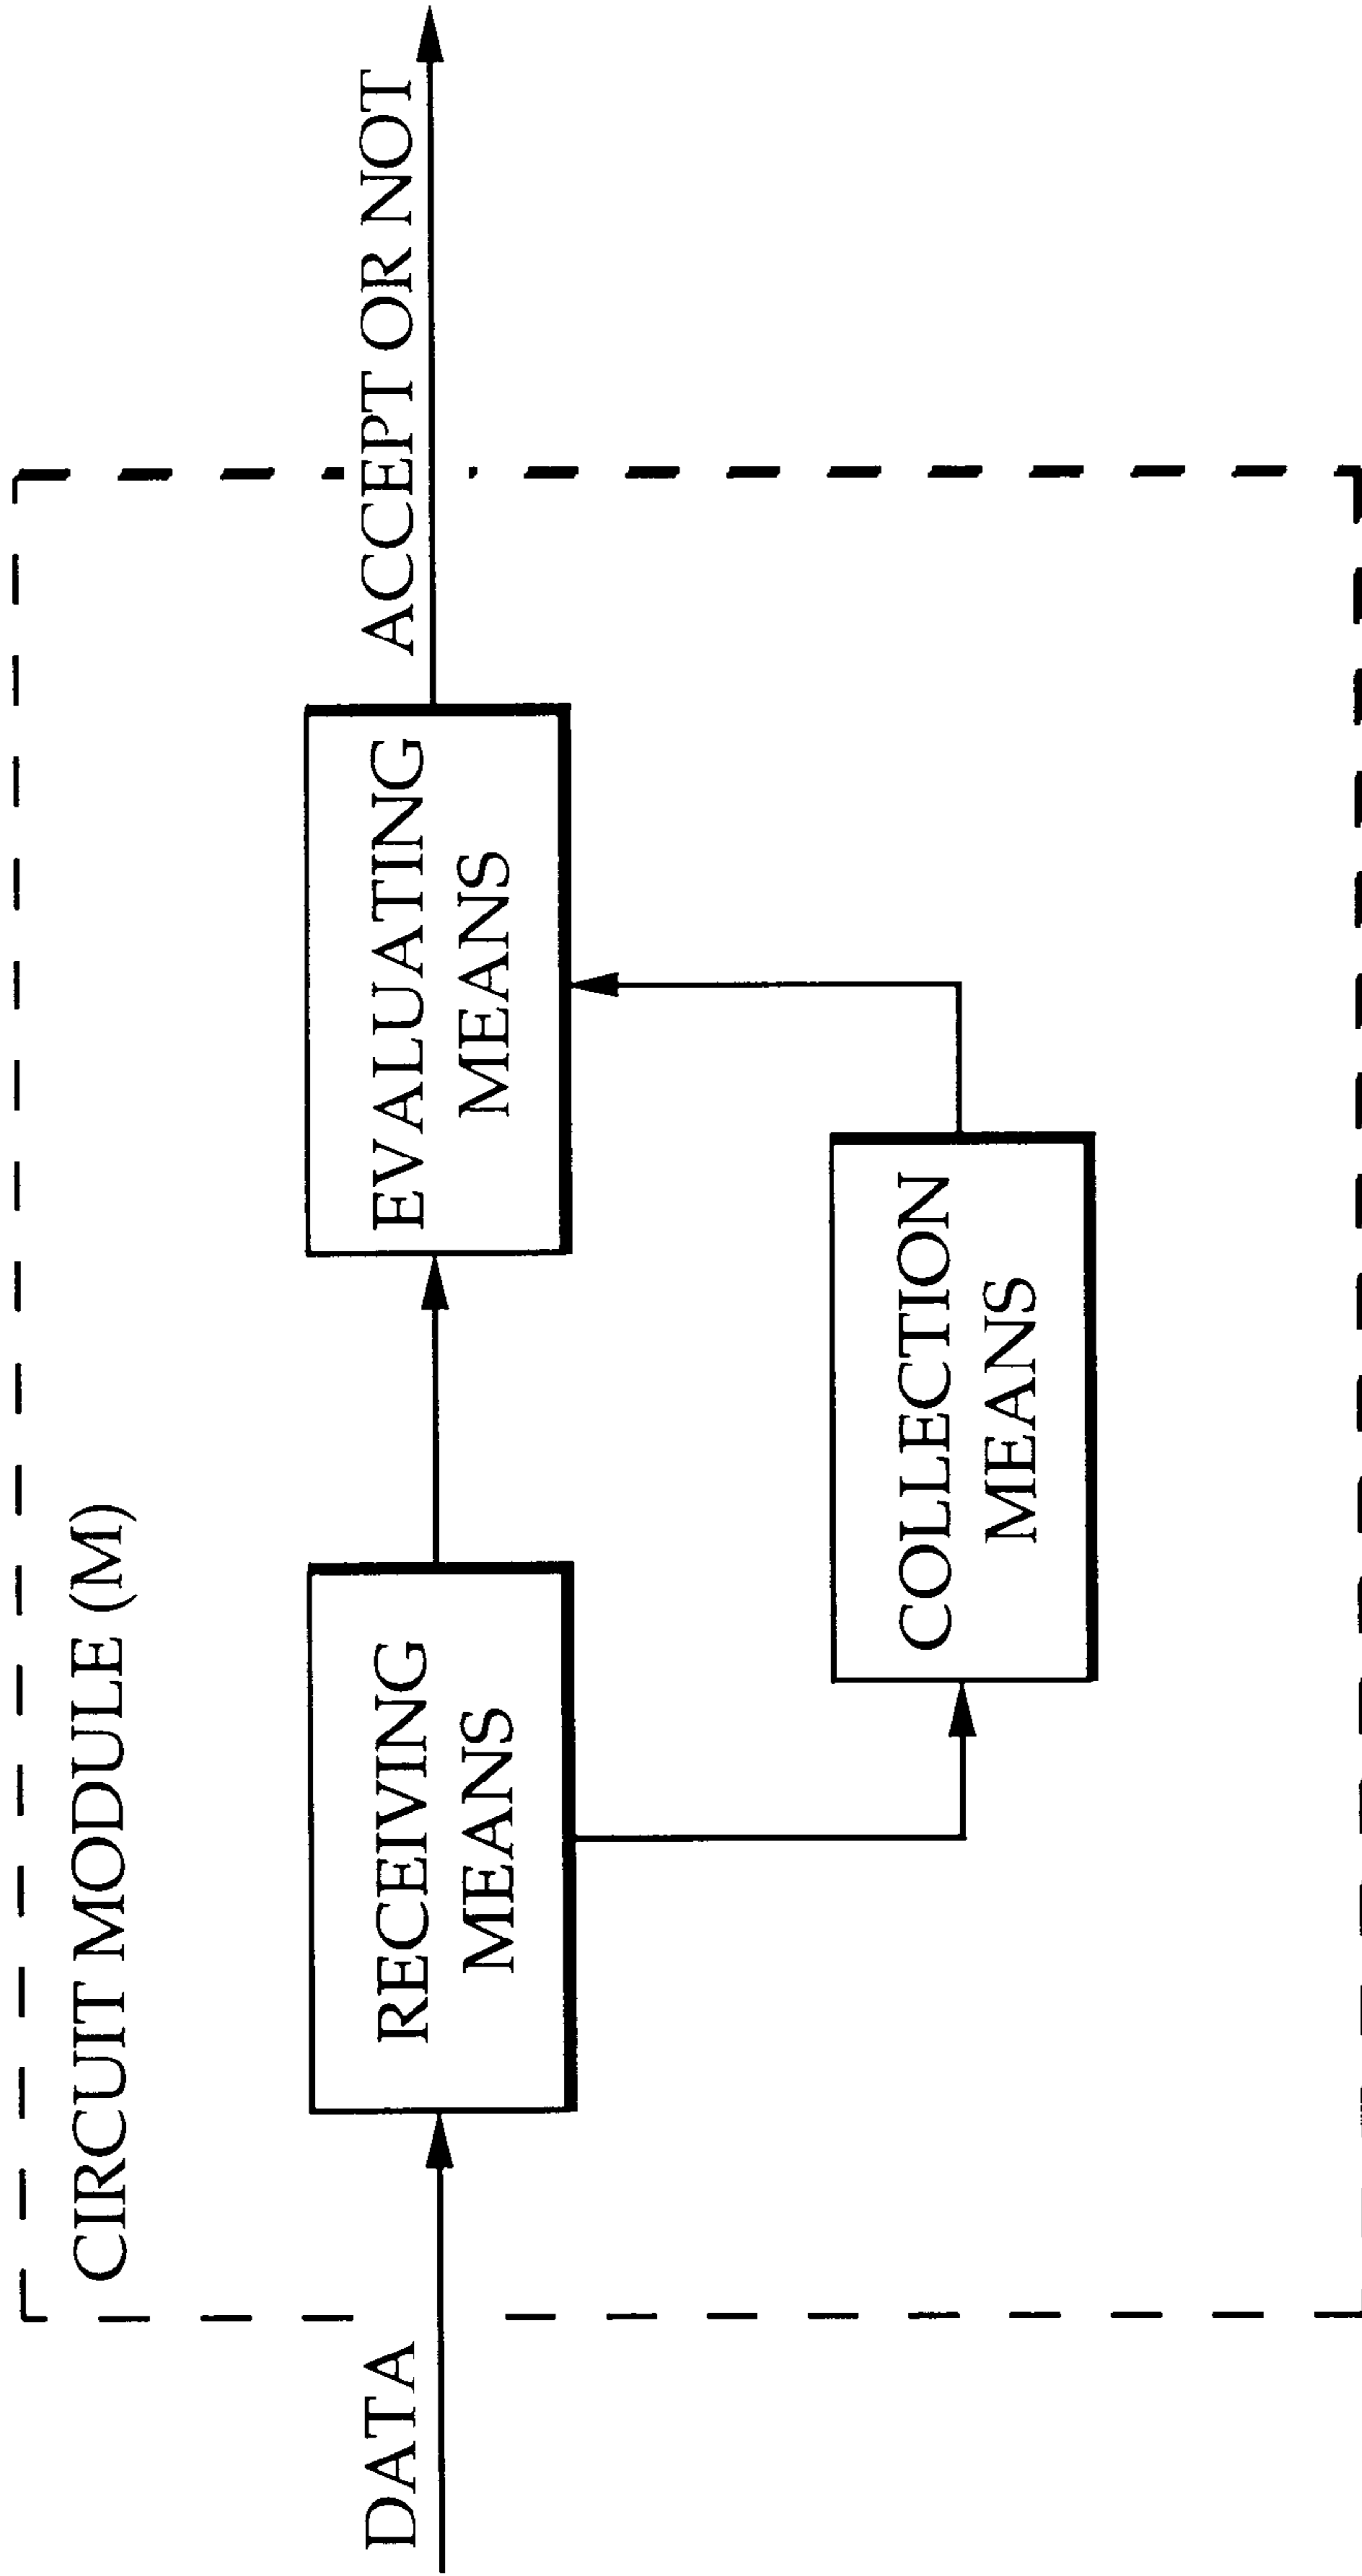 CIRCUIT MODULE (M)
DATA
RECEIVING
MEANS
EVALUATING
MEANS
ACCEPT OR NOT
COLLECTION
MEANS